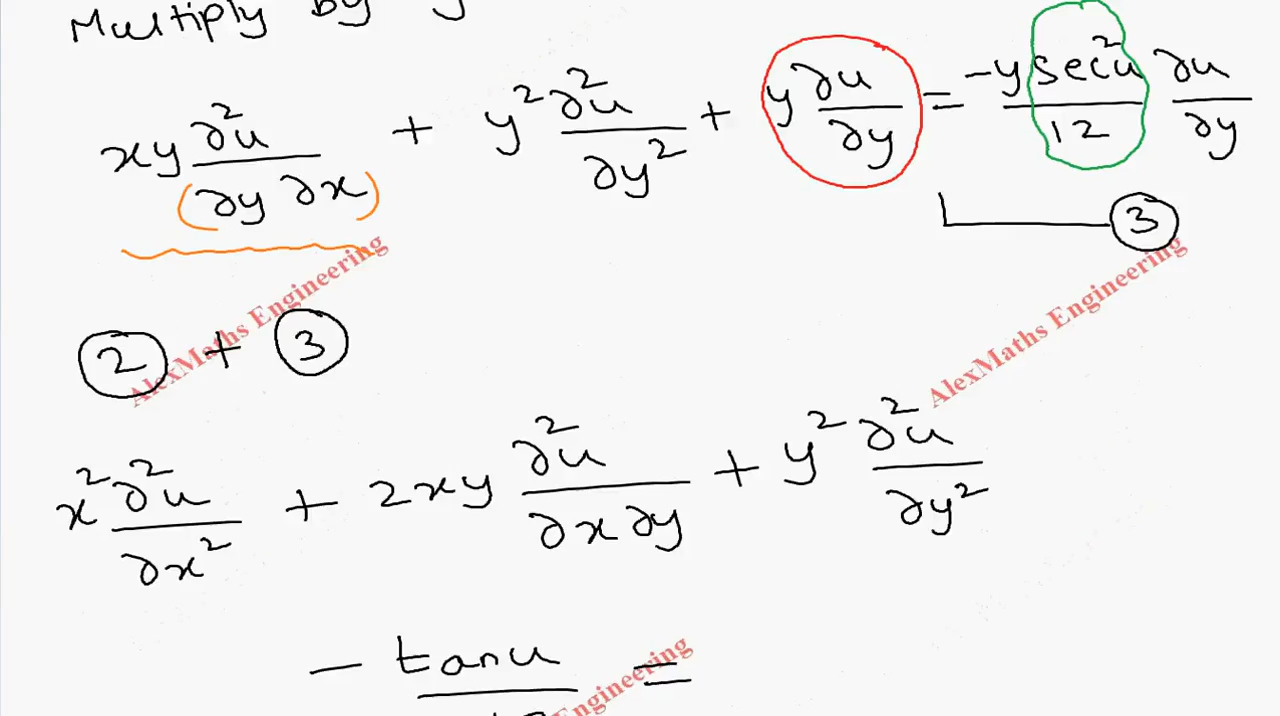 Multiply by y
xy ∂²u/(∂y ∂x) + y² ∂²u/∂y² + y ∂u/∂y = -y sec²u/12 ∂u/∂y
③
② + ③
AlexMaths Engineering
AlexMaths Engineering
x² ∂²u/∂x² + 2xy ∂²u/∂x∂y + y² ∂²u/∂y²
- tanu =
Engineering